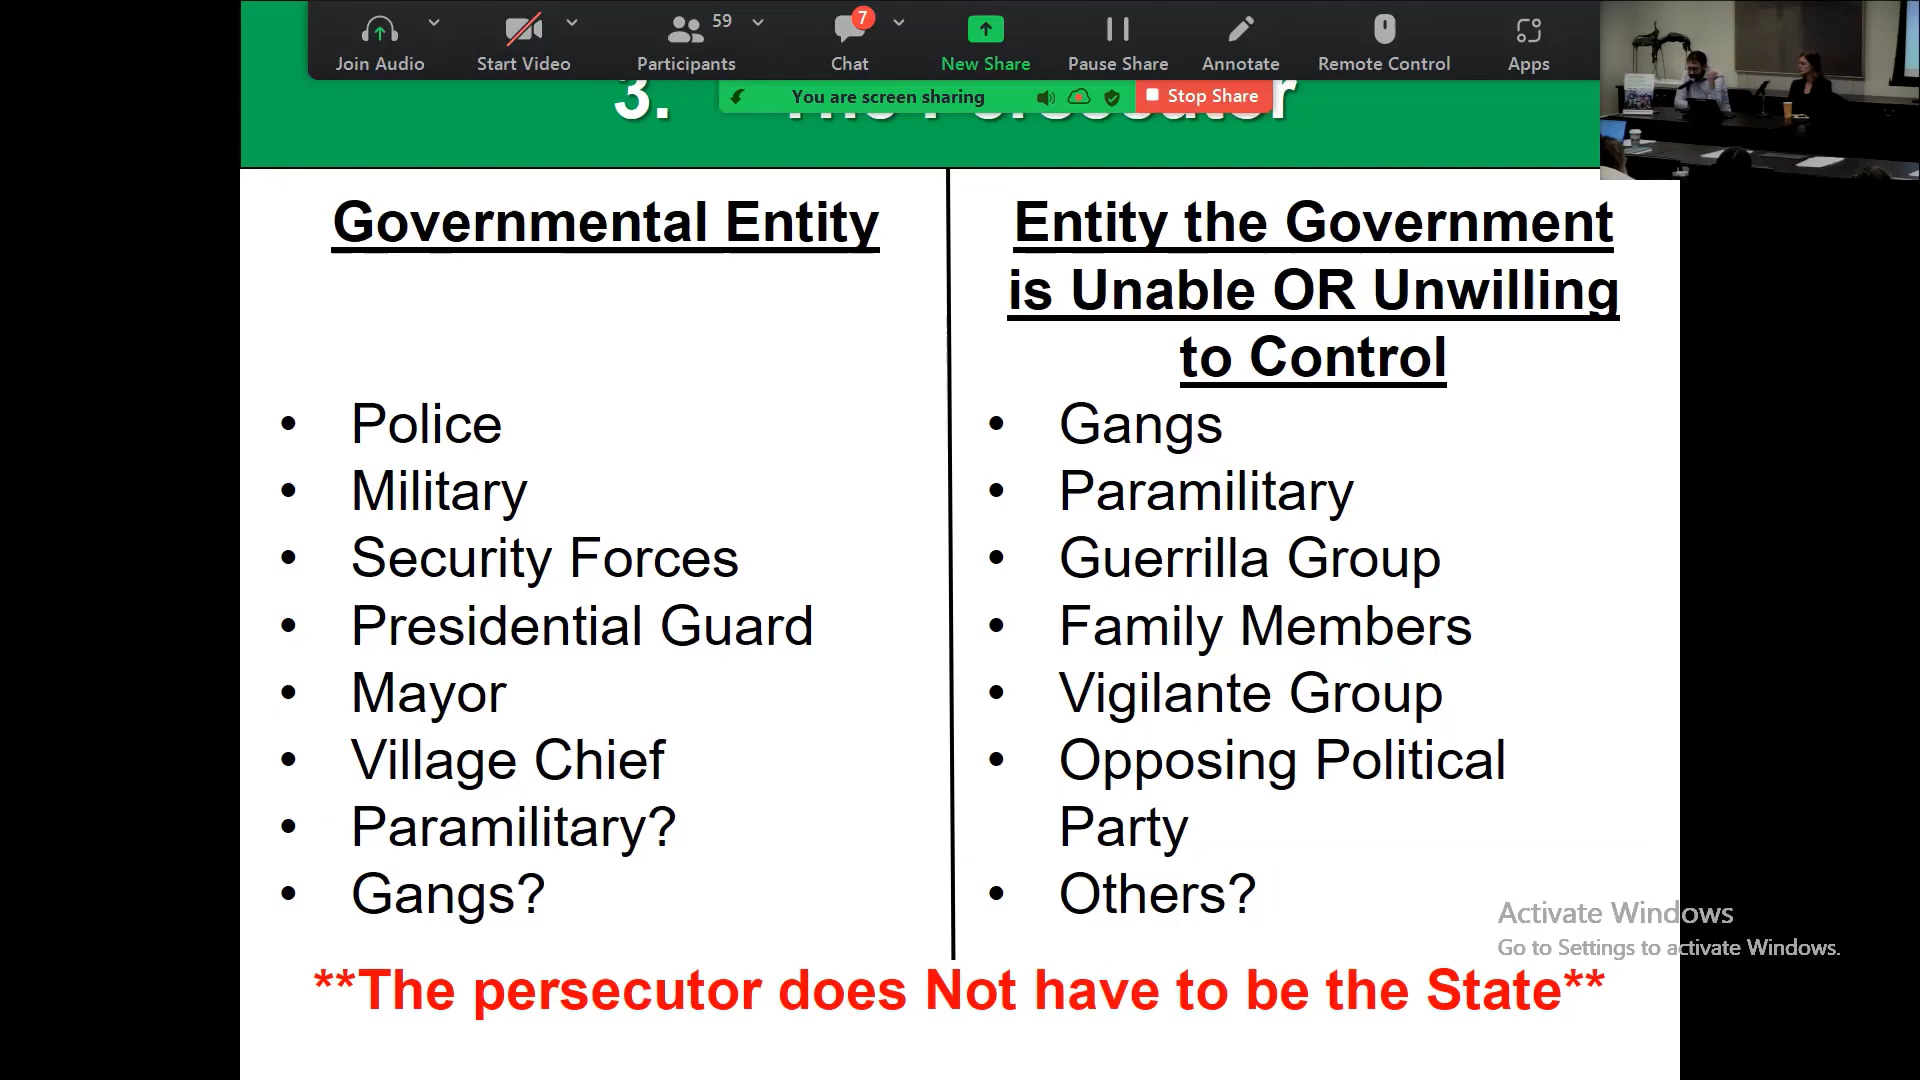 Join Audio
Start Video
59
Participants
7
Chat
New Share
Pause Share
Annotate
Remote Control
Apps
You are screen sharing
Stop Share
3. The Persecutor
Governmental Entity
• Police
• Military
• Security Forces
• Presidential Guard
• Mayor
• Village Chief
• Paramilitary?
• Gangs?
Entity the Government
is Unable OR Unwilling
to Control
• Gangs
• Paramilitary
• Guerrilla Group
• Family Members
• Vigilante Group
• Opposing Political
Party
• Others?
**The persecutor does Not have to be the State**
Activate Windows
Go to Settings to activate Windows.